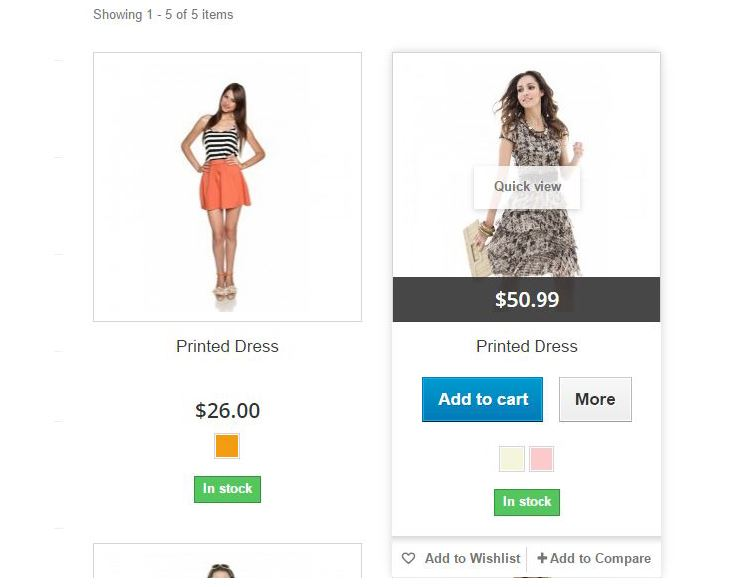 Showing 1 - 5 of 5 items
Quick view
$50.99
Printed Dress
Printed Dress
Add to cart
More
$26.00
In stock
In stock
Add to Wishlist
Add to Compare